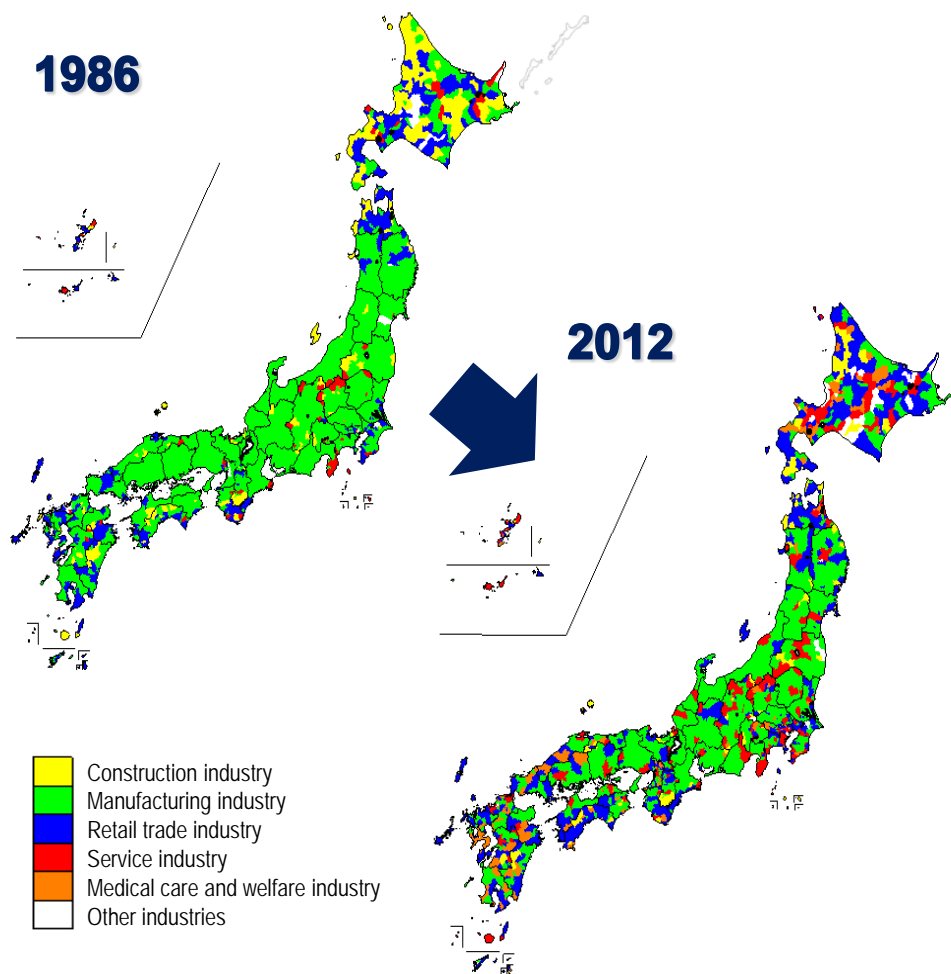 1986
2012
Construction industry
Manufacturing industry
Retail trade industry
Service industry
Medical care and welfare industry
Other industries